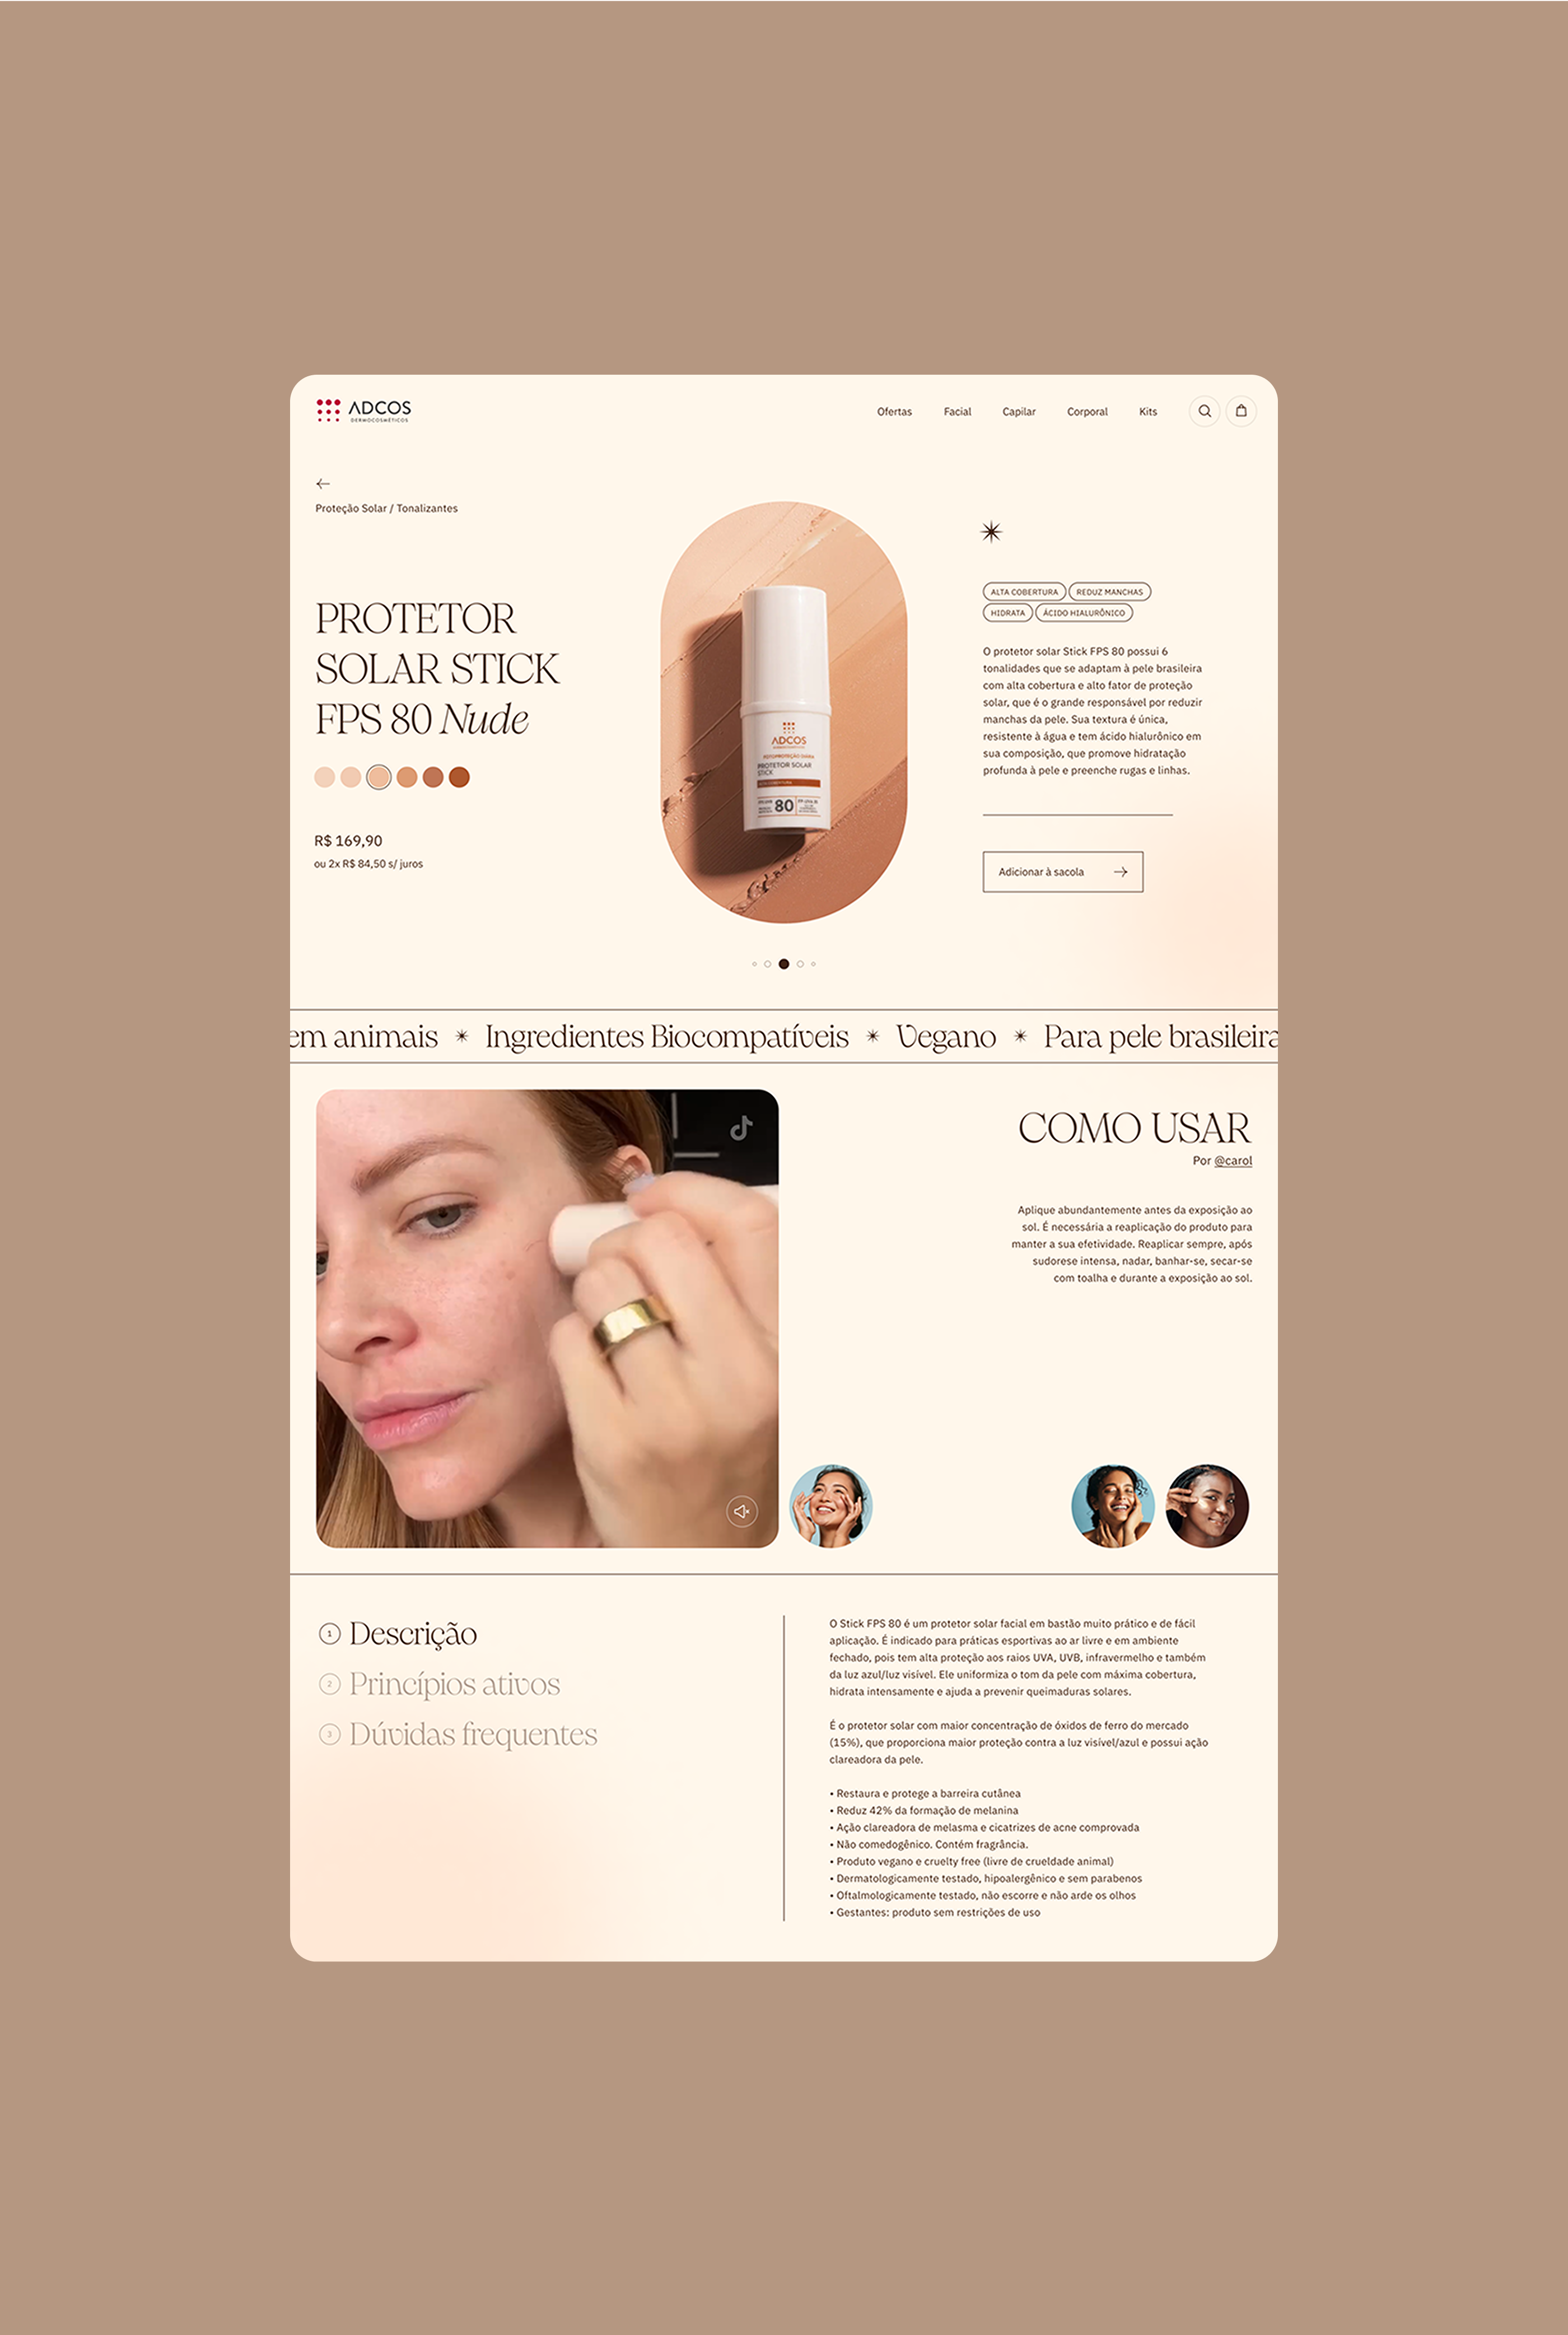 ADCOS
DERMOCOSMÉTICOS
Ofertas
Facial
Capilar
Corporal
Kits
Proteção Solar / Tonalizantes
PROTETOR
SOLAR STICK
FPS 80 Nude
R$ 169,90
ou 2x R$ 84,50 s/ juros
ADCOS
FOTOPROTEÇÃO DIÁRIA
PROTETOR SOLAR
STICK
80
ALTA COBERTURA
REDUZ MANCHAS
HIDRATA
ÁCIDO HIALURÔNICO
O protetor solar Stick FPS 80 possui 6
tonalidades que se adaptam à pele brasileira
com alta cobertura e alto fator de proteção
solar, que é o grande responsável por reduzir
manchas da pele. Sua textura é única,
resistente à água e tem ácido hialurônico em
sua composição, que promove hidratação
profunda à pele e preenche rugas e linhas.
Adicionar à sacola
em animais * Ingredientes Biocompatíveis * Vegano * Para pele brasileira
COMO USAR
Por @carol
Aplique abundantemente antes da exposição ao
sol. É necessária a reaplicação do produto para
manter a sua efetividade. Reaplicar sempre, após
sudorese intensa, nadar, banhar-se, secar-se
com toalha e durante a exposição ao sol.
1 Descrição
2 Princípios ativos
3 Dúvidas frequentes
O Stick FPS 80 é um protetor solar facial em bastão muito prático e de fácil
aplicação. É indicado para práticas esportivas ao ar livre e em ambiente
fechado, pois tem alta proteção aos raios UVA, UVB, infravermelho e também
da luz azul/luz visível. Ele uniformiza o tom da pele com máxima cobertura,
hidrata intensamente e ajuda a prevenir queimaduras solares.
É o protetor solar com maior concentração de óxidos de ferro do mercado
(15%), que proporciona maior proteção contra a luz visível/azul e possui ação
clareadora da pele.
• Restaura e protege a barreira cutânea
• Reduz 42% da formação de melanina
• Ação clareadora de melasma e cicatrizes de acne comprovada
• Não comedogênico. Contém fragrância.
• Produto vegano e cruelty free (livre de crueldade animal)
• Dermatologicamente testado, hipoalergênico e sem parabenos
• Oftalmologicamente testado, não escorre e não arde os olhos
• Gestantes: produto sem restrições de uso